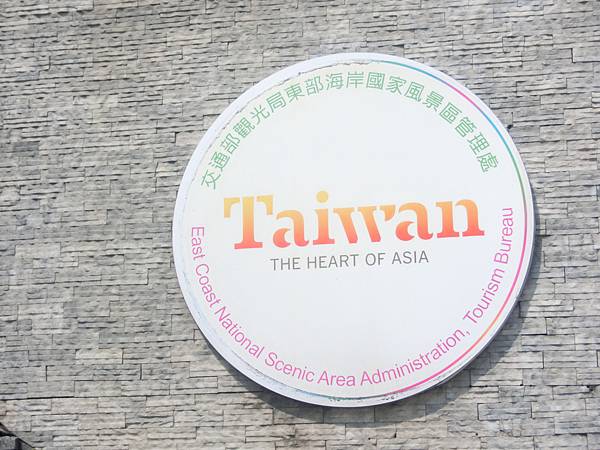 交通部觀光局東部海岸國家風景區管理處
Taiwan
THE HEART OF ASIA
East Coast National Scenic Area Administration, Tourism Bureau